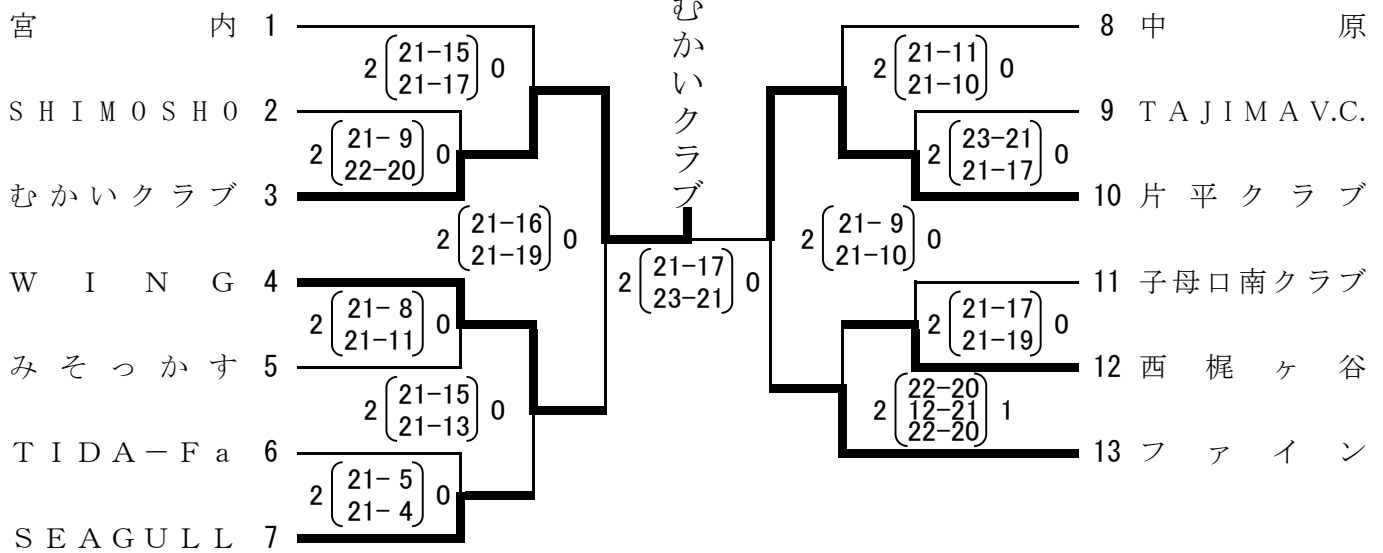 むかいクラブ
宮内 1
2 21-15 0
21-17
SHIMOSHO 2
2 21- 9 0
22-20
むかいクラブ 3
2 21-16 0
21-19
WING 4
2 21- 8 0
21-11
みそっかす 5
2 21-15 0
21-13
TIDA－Fa 6
2 21- 5 0
21- 4
SEAGULL 7
2 21-17 0
23-21
8 中原
2 21-11 0
21-10
9 TAJIMA V.C.
2 23-21 0
21-17
10 片平クラブ
2 21- 9 0
21-10
11 子母口南クラブ
2 21-17 0
21-19
12 西梶ヶ谷
2 22-20 1
12-21
22-20
13 ファイン